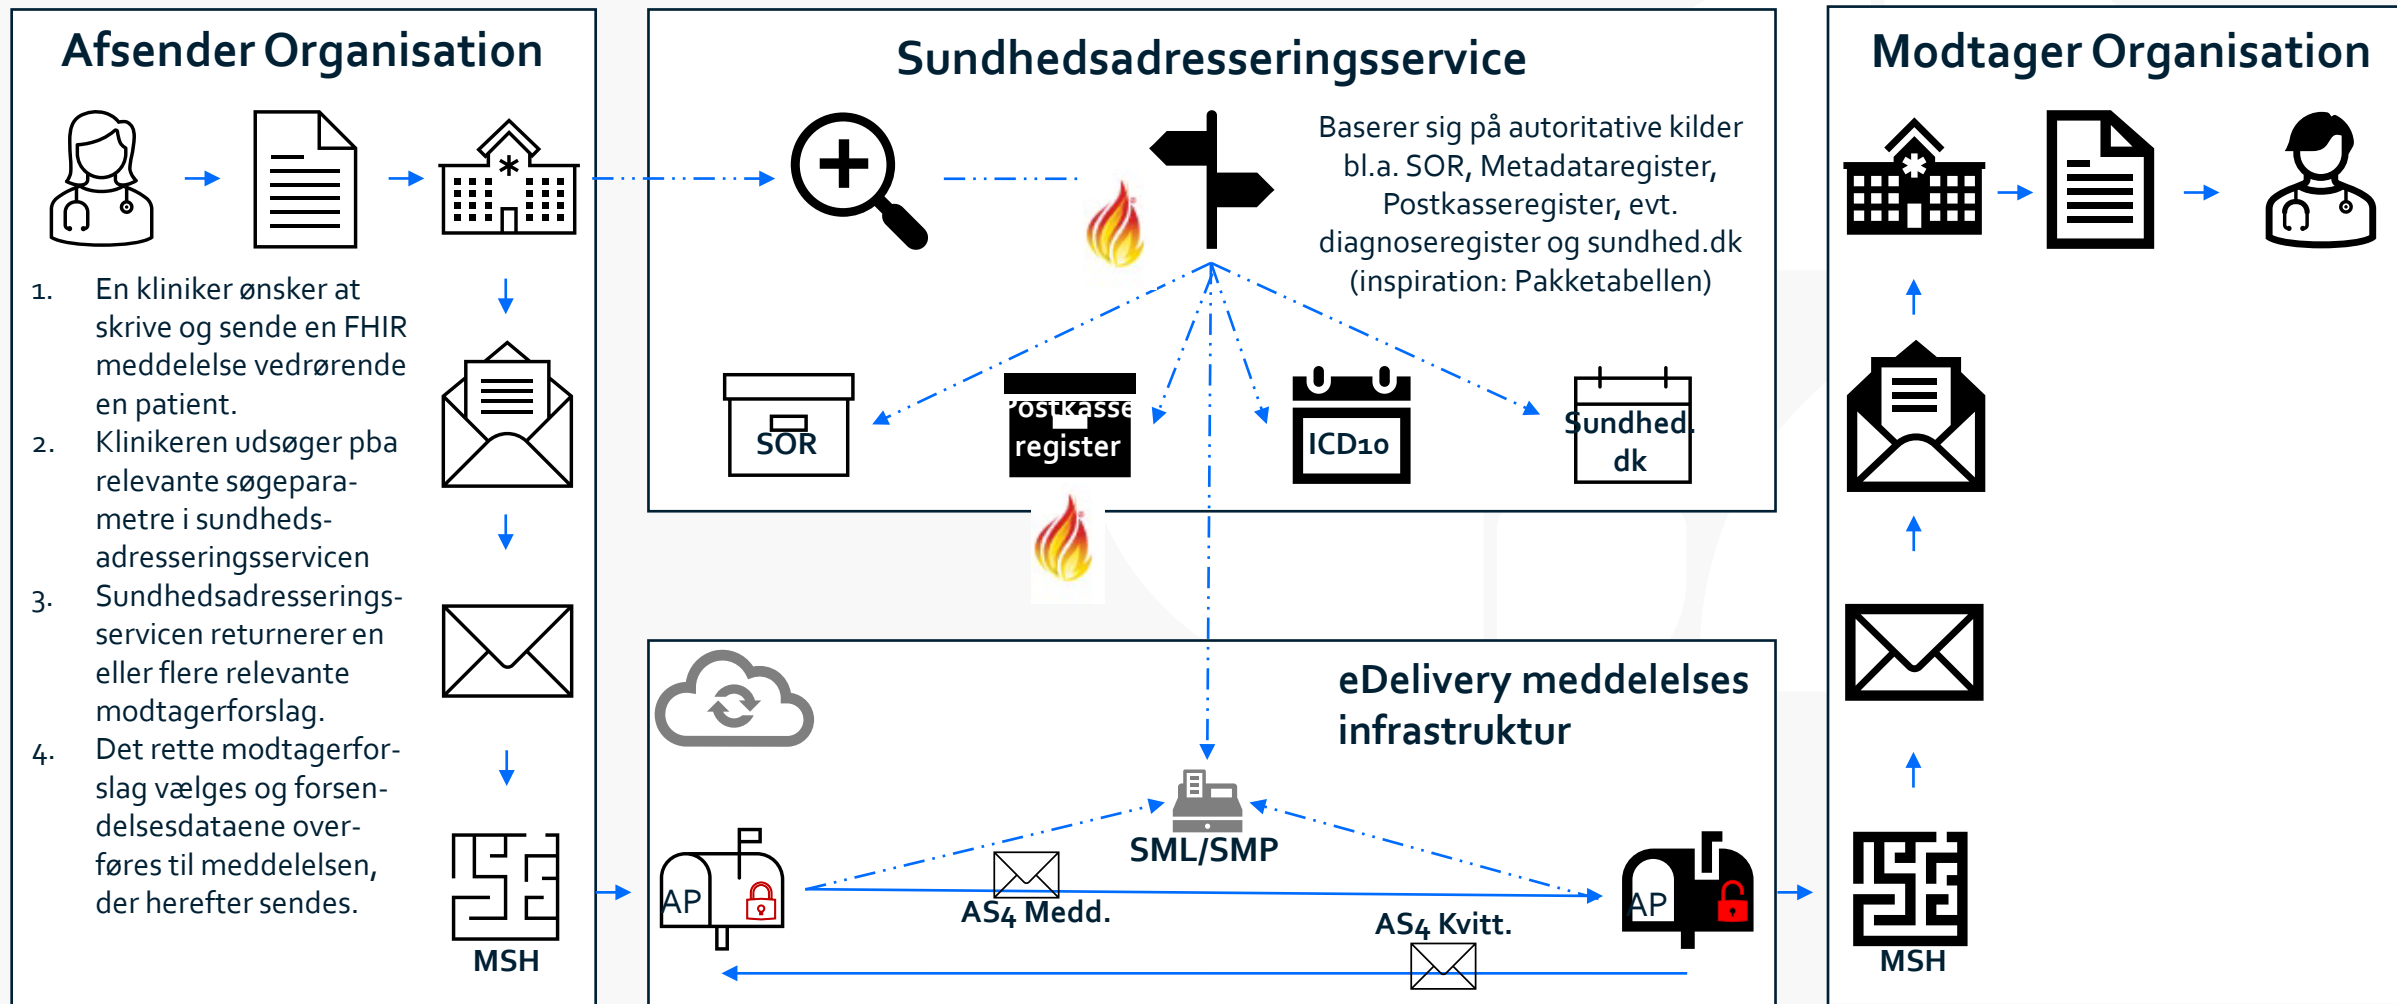 Afsender Organisation
1. En kliniker ønsker at
skrive og sende en FHIR
meddelelse vedrørende
en patient.
2. Klinikeren udsøger pba
relevante søgepara-
metre i sundheds-
adresseringsservicen
3. Sundhedsadresserings-
servicen returnerer en
eller flere relevante
modtagerforslag.
4. Det rette modtagerfor-
slag vælges og forsen-
delsesdataene over-
føres til meddelelsen,
der herefter sendes.
MSH
Sundhedsadresseringsservice
Baserer sig på autoritative kilder
bl.a. SOR, Metadataregister,
Postkasseregister, evt.
diagnoseregister og sundhed.dk
(inspiration: Pakketabellen)
SOR
Postkasse
register
ICD10
Sundhed.
dk
eDelivery meddelelses
infrastruktur
SML/SMP
AP
AS4 Medd.
AS4 Kvitt.
AP
Modtager Organisation
MSH